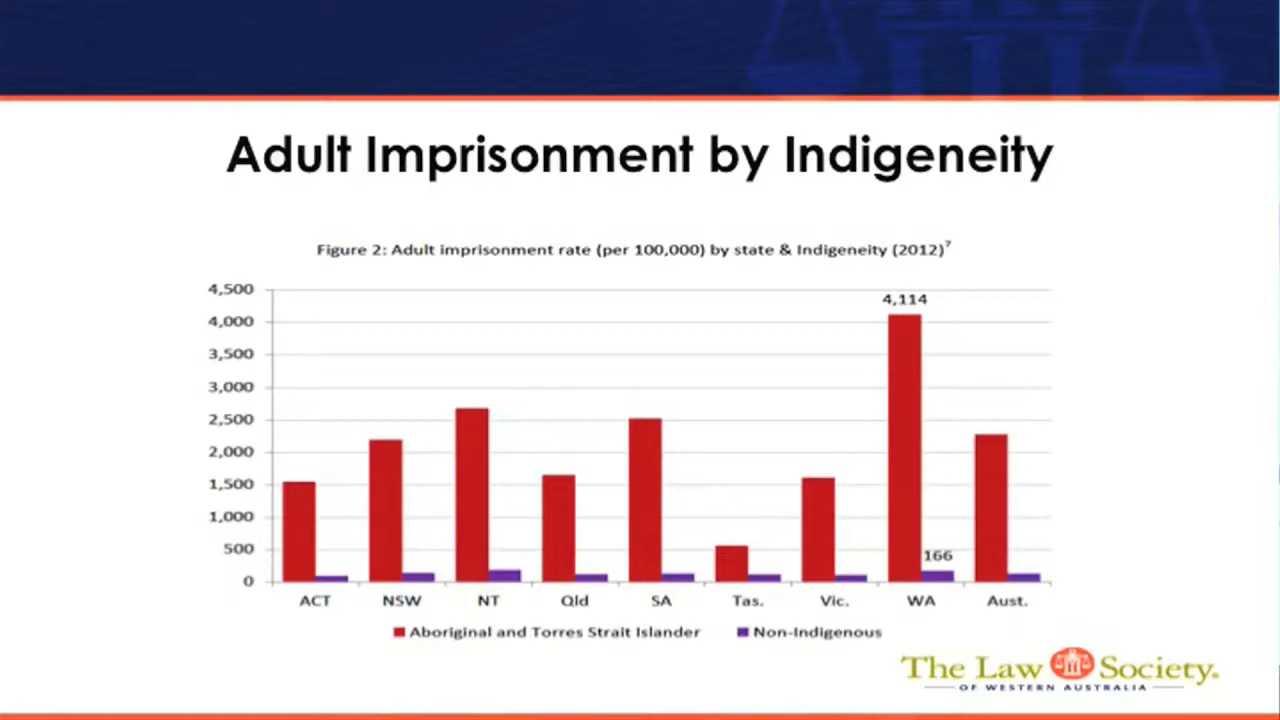 Adult Imprisonment by Indigeneity
Figure 2: Adult imprisonment rate (per 100,000) by state & Indigeneity (2012)⁷
4,500
4,000
3,500
3,000
2,500
2,000
1,500
1,000
500
0
4,114
166
ACT NSW NT Qld SA Tas. Vic. WA Aust.
Aboriginal and Torres Strait Islander Non-Indigenous
The Law Society
OF WESTERN AUSTRALIA